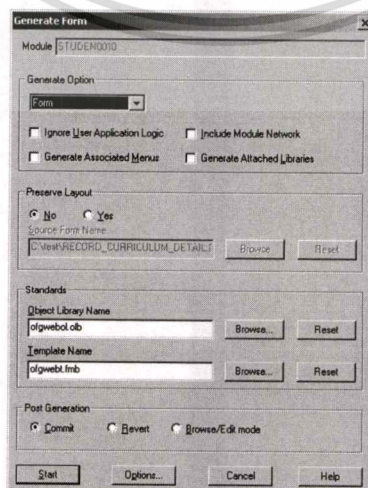 Generate Form
Module STUDEN0010
Generate Option
Form
Ignore User Application Logic Include Module Network
Generate Associated Menus Generate Attached Libraries
Preserve Layout
No Yes
Source Form Name
C:\test\RECORD_CURRICULUM_DETAIL.f Browse Reset
Standards
Object Library Name
ofgwebol.olb Browse... Reset
Template Name
ofgwebt.fmb Browse... Reset
Post Generation
Commit Revert Browse/Edit mode
Start Options... Cancel Help